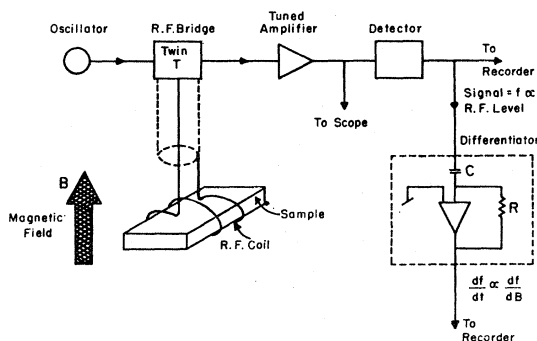 Oscillator
R.F. Bridge
Twin
T
Tuned
Amplifier
Detector
To
Recorder
To Scope
Signal = f ∝
R.F. Level
Differentiator
C
R
B
Magnetic
Field
Sample
R.F. Coil
df/dt ∝ df/dB
To
Recorder